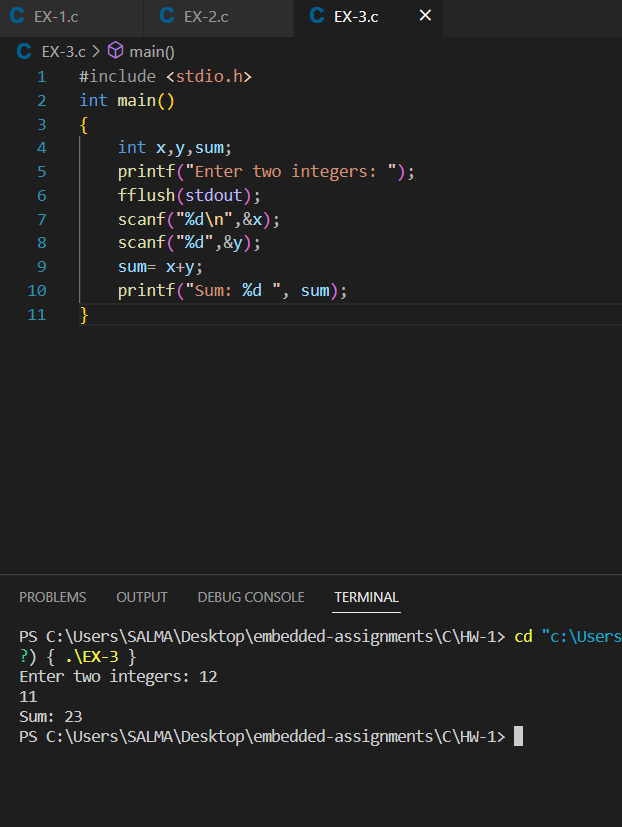 C EX-1.c C EX-2.c C EX-3.c ×
C EX-3.c > main()
1 #include <stdio.h>
2 int main()
3 {
4 int x,y,sum;
5 printf("Enter two integers: ");
6 fflush(stdout);
7 scanf("%d\n",&x);
8 scanf("%d",&y);
9 sum= x+y;
10 printf("Sum: %d ", sum);
11 }
PROBLEMS OUTPUT DEBUG CONSOLE TERMINAL
PS C:\Users\SALMA\Desktop\embedded-assignments\C\HW-1> cd "c:\Users
?) { .\EX-3 }
Enter two integers: 12
11
Sum: 23
PS C:\Users\SALMA\Desktop\embedded-assignments\C\HW-1>